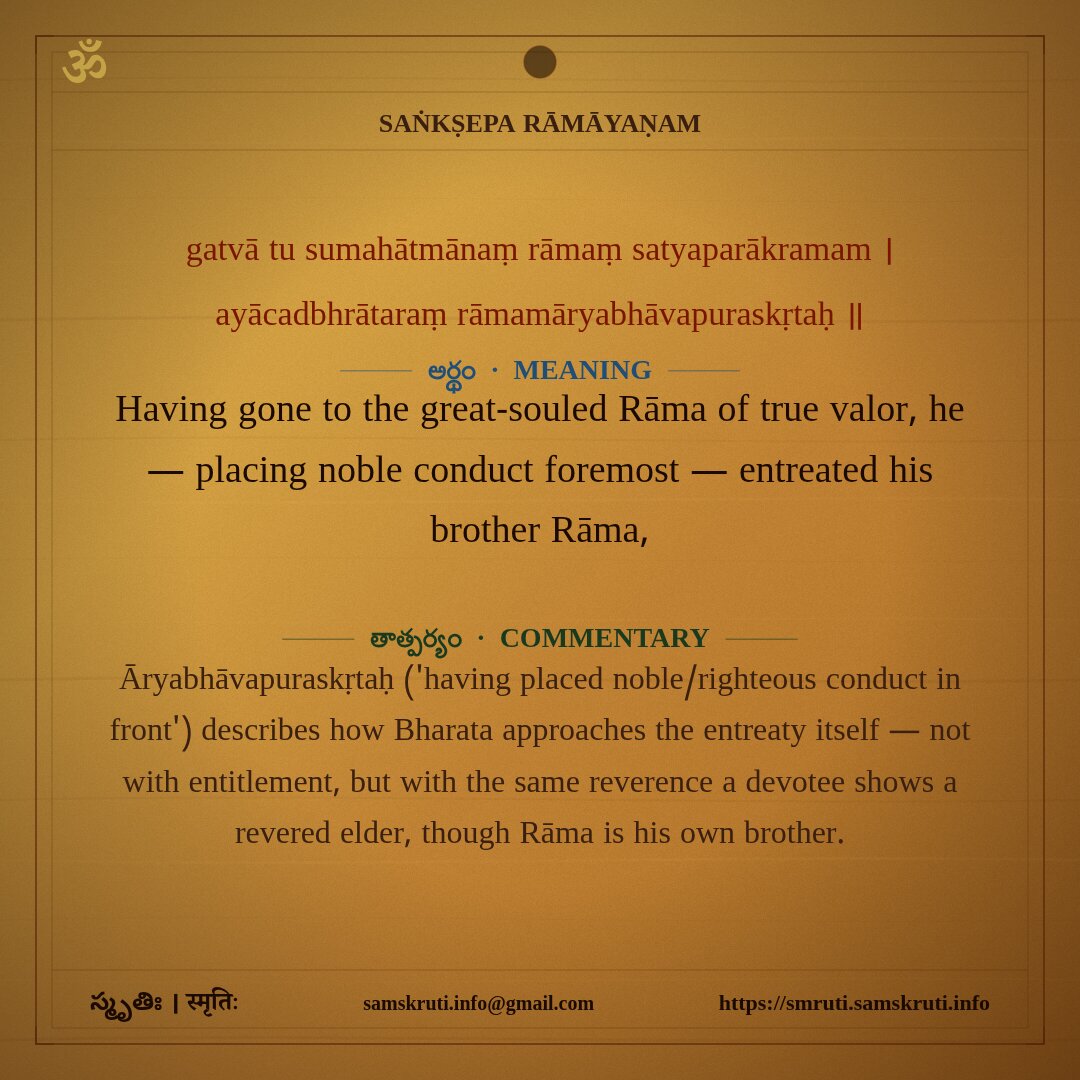 ॐ
SAṄKṢEPA RĀMĀYAṆAM
gatvā tu sumahātmānaṃ rāmaṃ satyaparākramam |
ayācadbhrātaraṃ rāmamāryabhāvapuraskṛtaḥ ||
అర్థం · MEANING
Having gone to the great-souled Rāma of true valor, he
— placing noble conduct foremost — entreated his
brother Rāma,
తాత్పర్యం · COMMENTARY
Āryabhāvapuraskṛtaḥ ('having placed noble/righteous conduct in
front') describes how Bharata approaches the entreaty itself — not
with entitlement, but with the same reverence a devotee shows a
revered elder, though Rāma is his own brother.
స్మృతిః | स्मृतिः samskruti.info@gmail.com https://smruti.samskruti.info